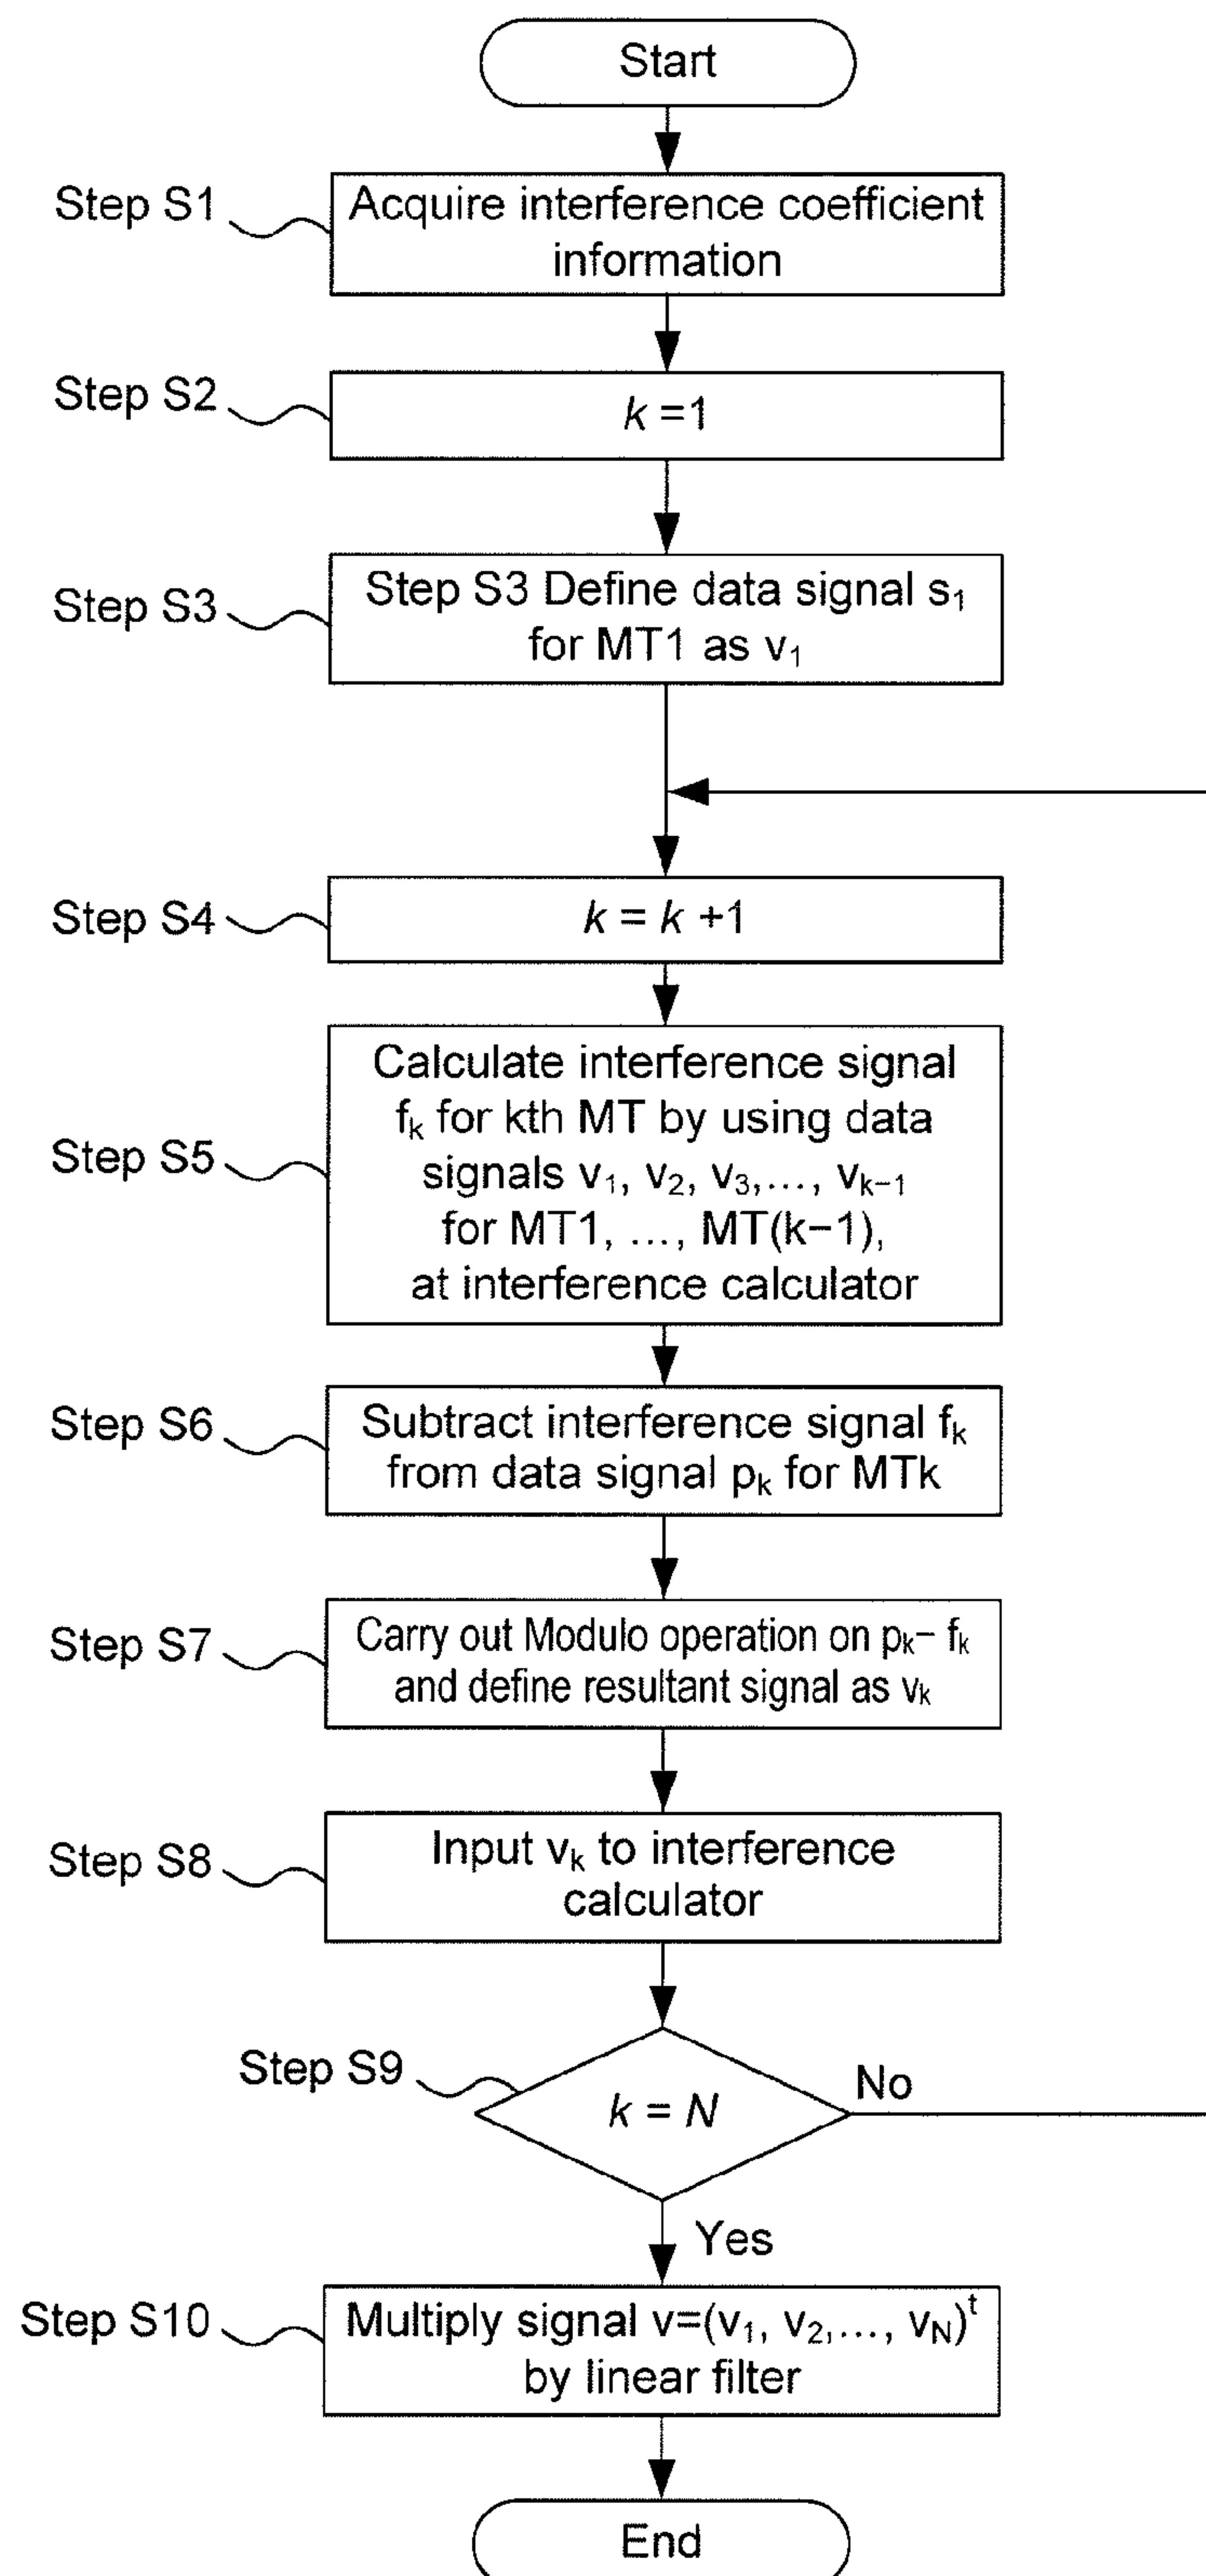 Start
Step S1
Acquire interference coefficient
information
Step S2
k =1
Step S3
Step S3 Define data signal s₁
for MT1 as v₁
Step S4
k = k +1
Step S5
Calculate interference signal
fₖ for kth MT by using data
signals v₁, v₂, v₃,..., vₖ₋₁
for MT1, ..., MT(k−1),
at interference calculator
Step S6
Subtract interference signal fₖ
from data signal pₖ for MTk
Step S7
Carry out Modulo operation on pₖ− fₖ
and define resultant signal as vₖ
Step S8
Input vₖ to interference
calculator
Step S9
k = N
No
Yes
Step S10
Multiply signal v=(v₁, v₂,..., v_N)ᵗ
by linear filter
End